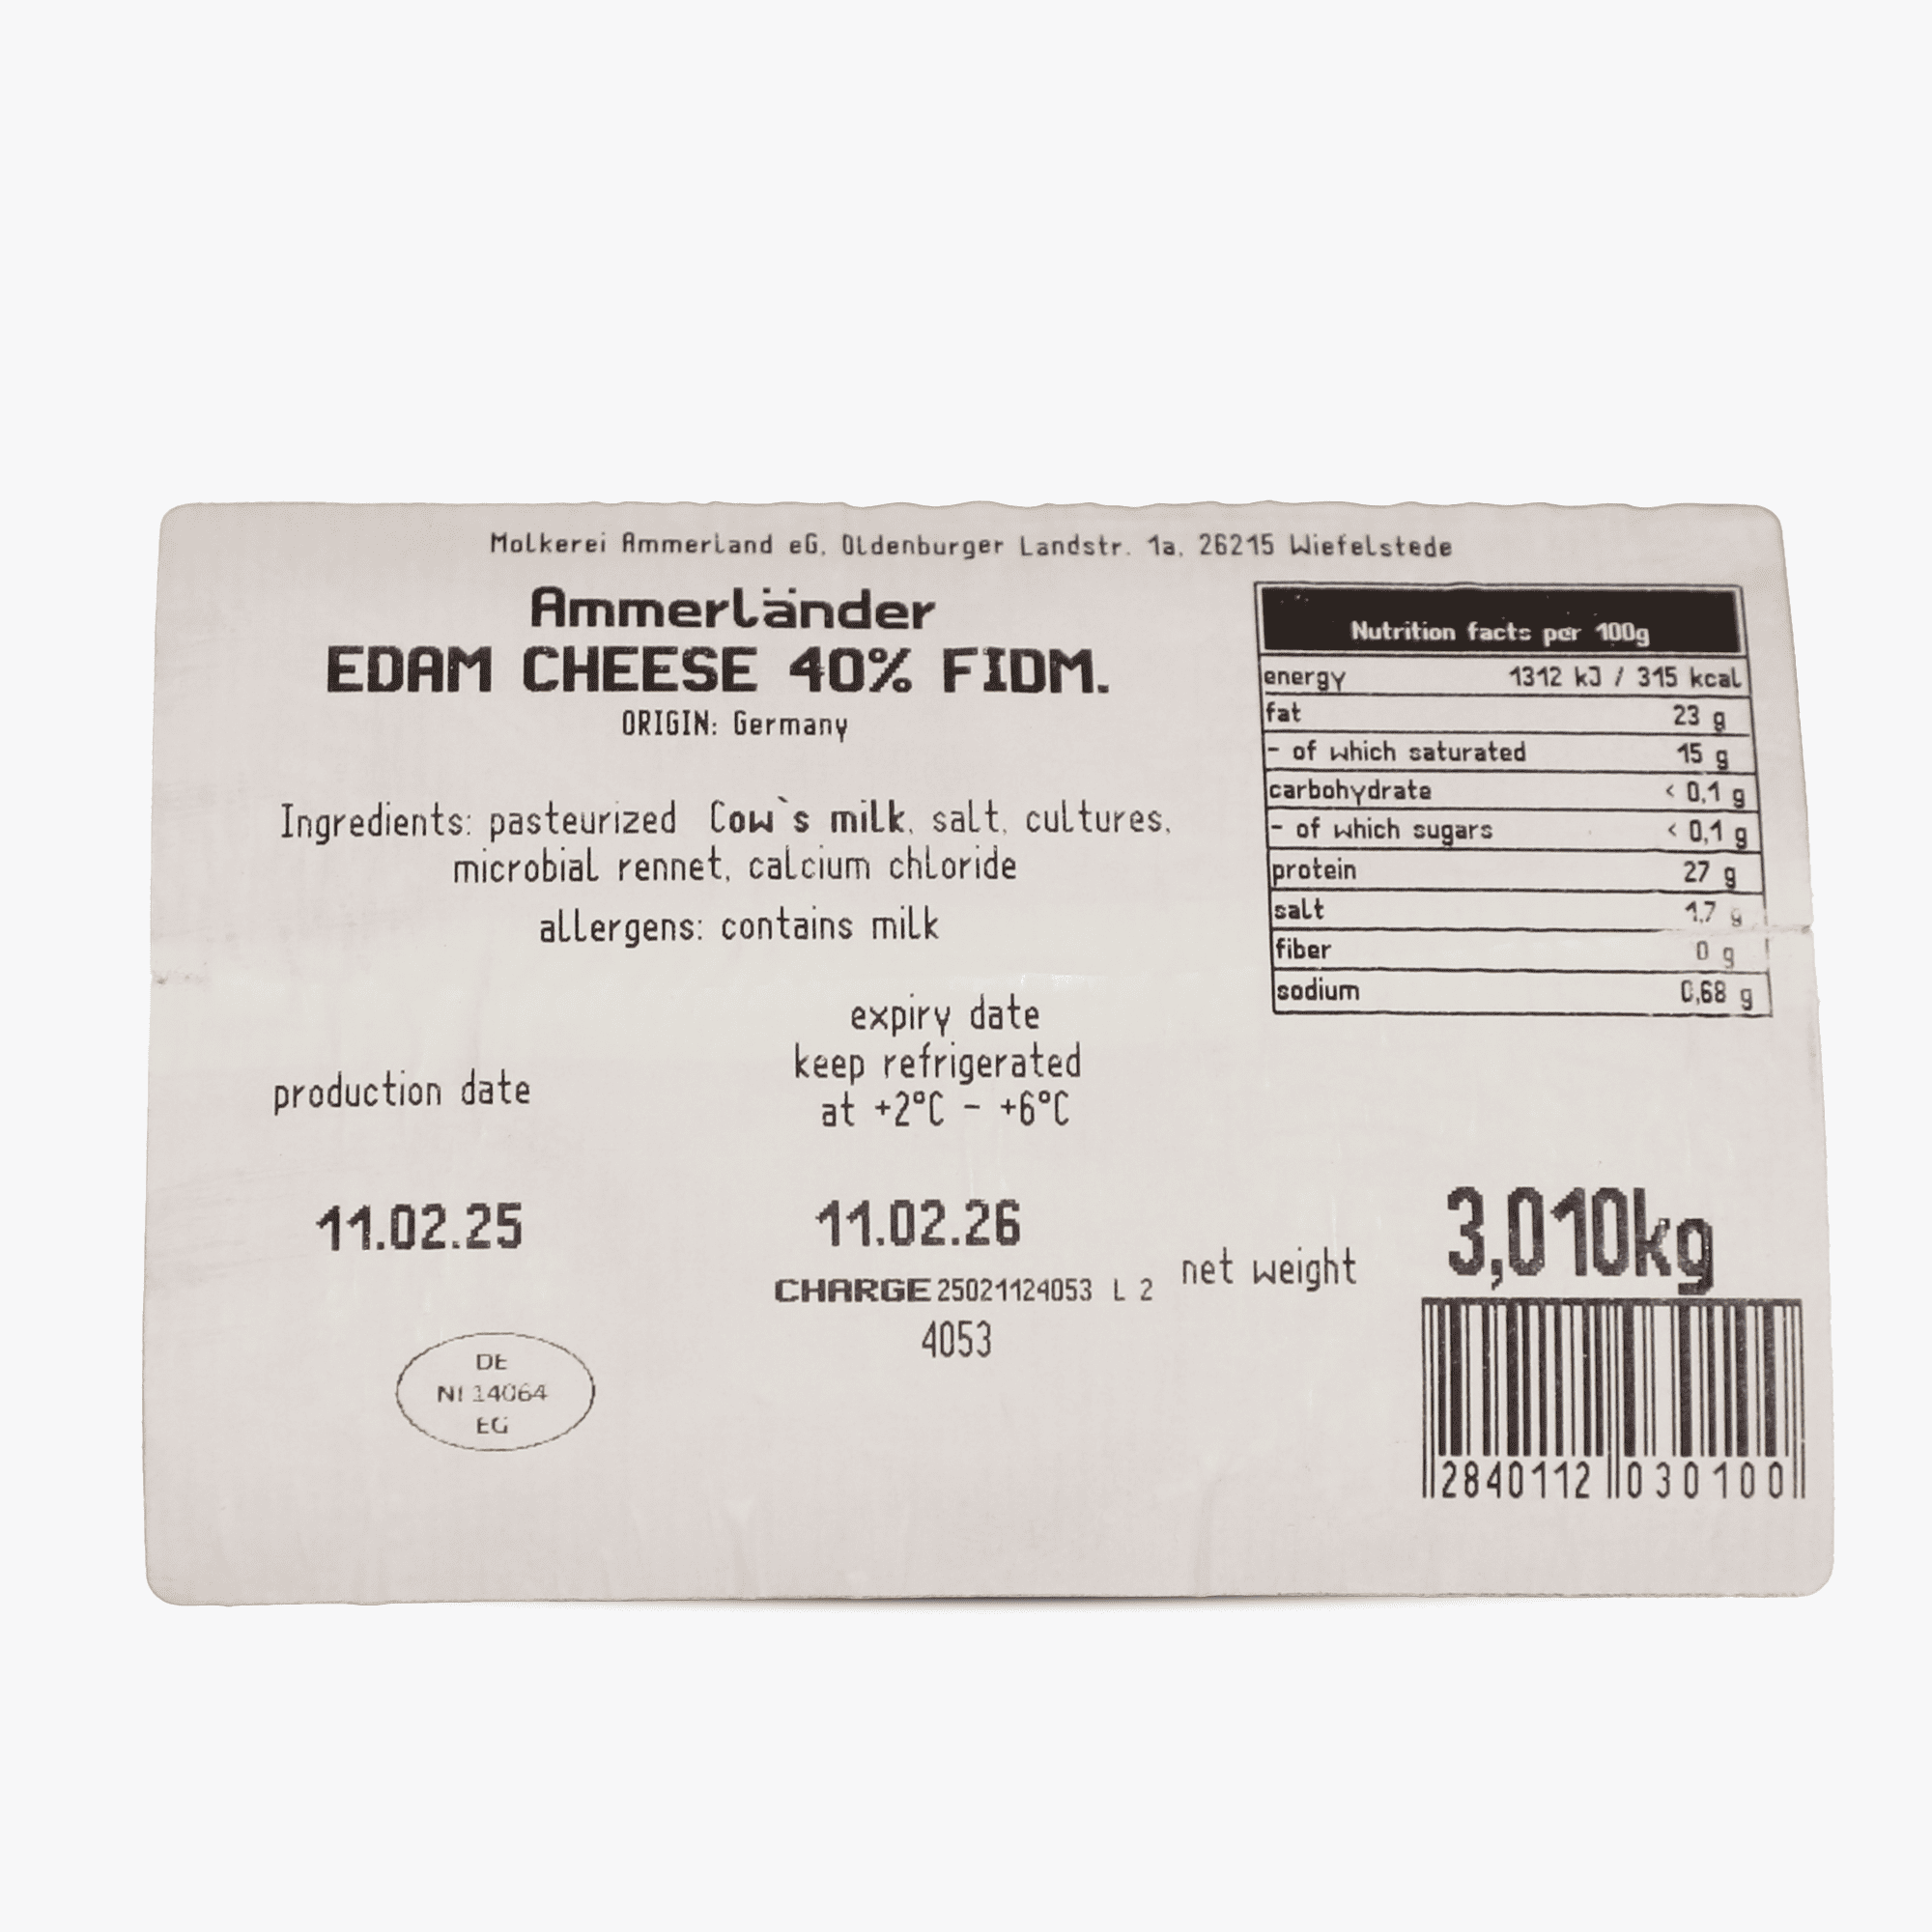 Molkerei Ammerland eG, Oldenburger Landstr. 1a, 26215 Wiefelstede
Ammerländer
EDAM CHEESE 40% FIDM.
ORIGIN: Germany
Ingredients: pasteurized Cow`s milk, salt, cultures,
microbial rennet, calcium chloride
allergens: contains milk
Nutrition facts per 100g
energy 1312 kJ / 315 kcal
fat 23 g
- of which saturated 15 g
carbohydrate < 0,1 g
- of which sugars < 0,1 g
protein 27 g
salt 1,7 g
fiber 0 g
sodium 0,68 g
production date
expiry date
keep refrigerated
at +2°C - +6°C
11.02.25
11.02.26
CHARGE 25021124053 L 2
4053
net weight 3,010kg
DE
NI 14064
EG
2840112 030100